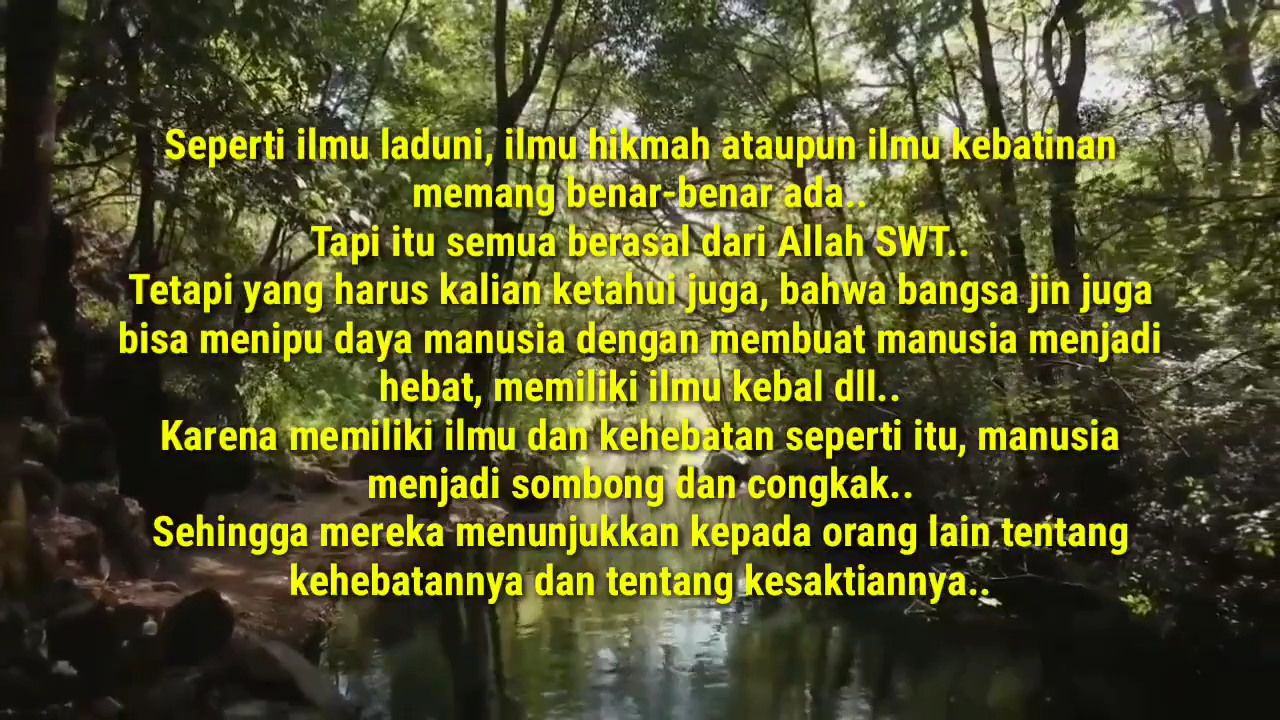 Seperti ilmu laduni, ilmu hikmah ataupun ilmu kebatinan
memang benar-benar ada..
Tapi itu semua berasal dari Allah SWT..
Tetapi yang harus kalian ketahui juga, bahwa bangsa jin juga
bisa menipu daya manusia dengan membuat manusia menjadi
hebat, memiliki ilmu kebal dll..
Karena memiliki ilmu dan kehebatan seperti itu, manusia
menjadi sombong dan congkak..
Sehingga mereka menunjukkan kepada orang lain tentang
kehebatannya dan tentang kesaktiannya..